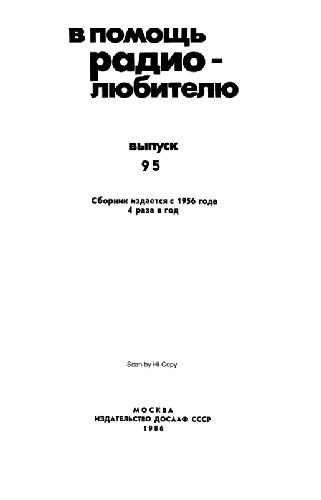 в помощь
радио-
любителю
выпуск
95
Сборник издается с 1956 года
4 раза в год
Scan by Hi-Copy
МОСКВА
ИЗДАТЕЛЬСТВО ДОСААФ СССР
1986